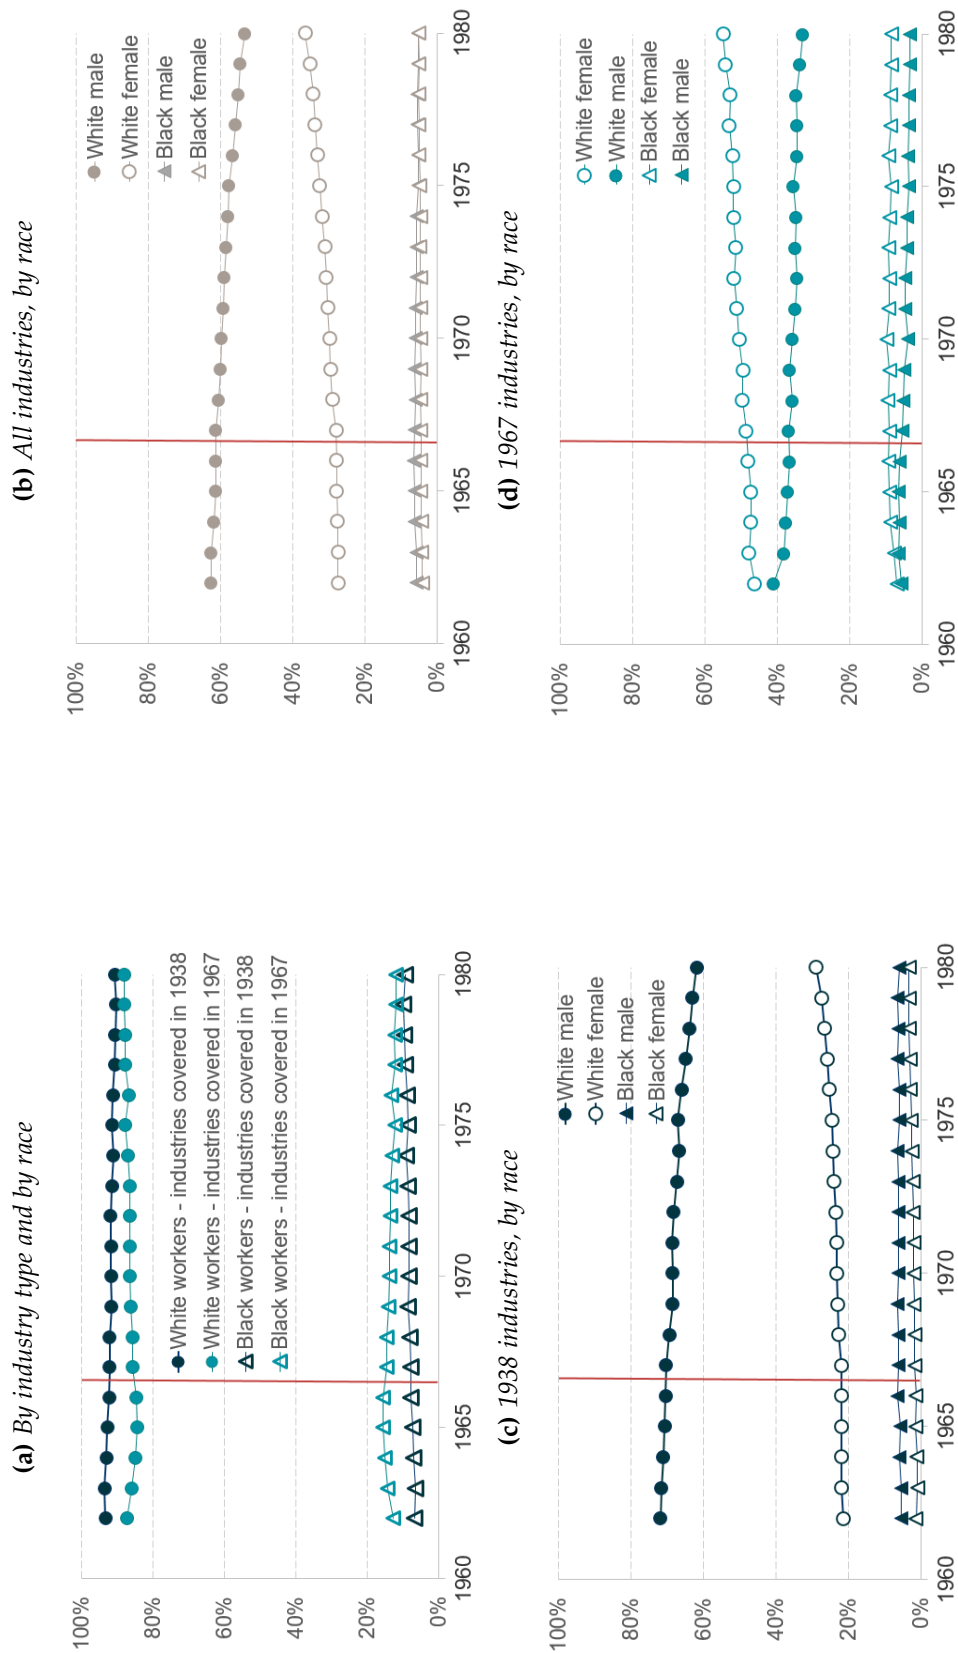 (a) By industry type and by race
100%
80%
60%
40%
20%
0%
White workers - industries covered in 1938
White workers - industries covered in 1967
Black workers - industries covered in 1938
Black workers - industries covered in 1967
1960 1965 1970 1975 1980
(b) All industries, by race
100%
80%
60%
40%
20%
0%
White male
White female
Black male
Black female
1960 1965 1970 1975 1980
(c) 1938 industries, by race
100%
80%
60%
40%
20%
0%
White male
White female
Black male
Black female
1960 1965 1970 1975 1980
(d) 1967 industries, by race
100%
80%
60%
40%
20%
0%
White female
White male
Black female
Black male
1960 1965 1970 1975 1980